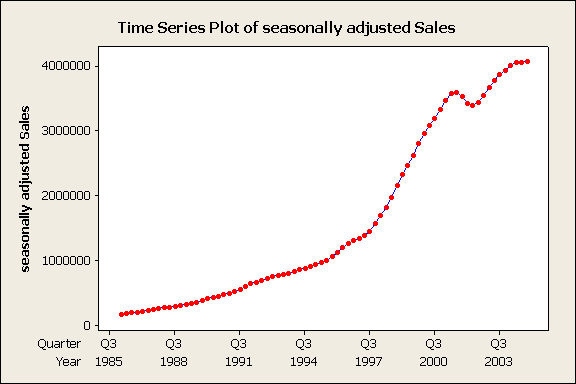 Time Series Plot of seasonally adjusted Sales
seasonally adjusted Sales
4000000
3000000
2000000
1000000
0
Quarter Q3 Q3 Q3 Q3 Q3 Q3 Q3
Year 1985 1988 1991 1994 1997 2000 2003